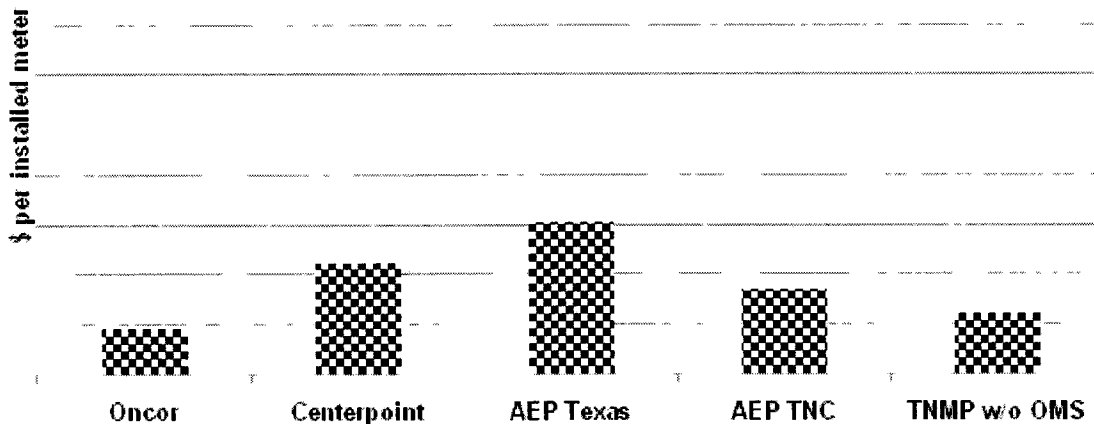 $ per installed meter
Oncor
Centerpoint
AEP Texas
AEP TNC
TNMP w/o OMS